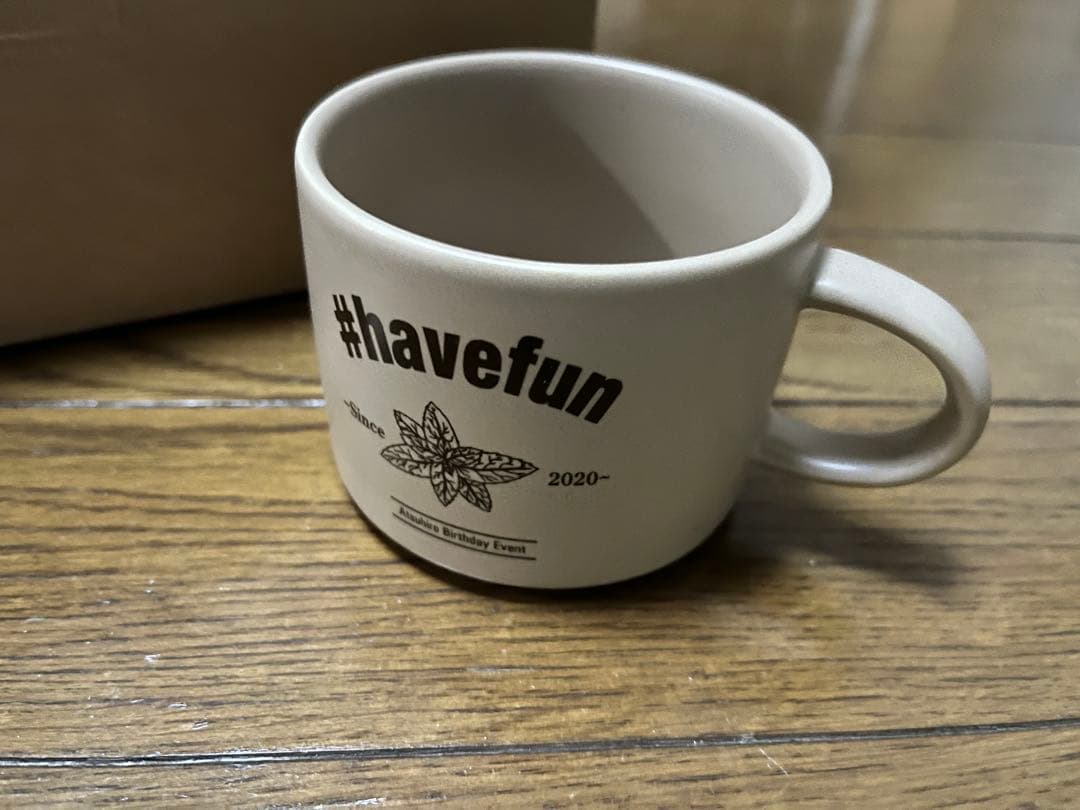 #havefun
~Since 2020~
Atsuhiro Birthday Event